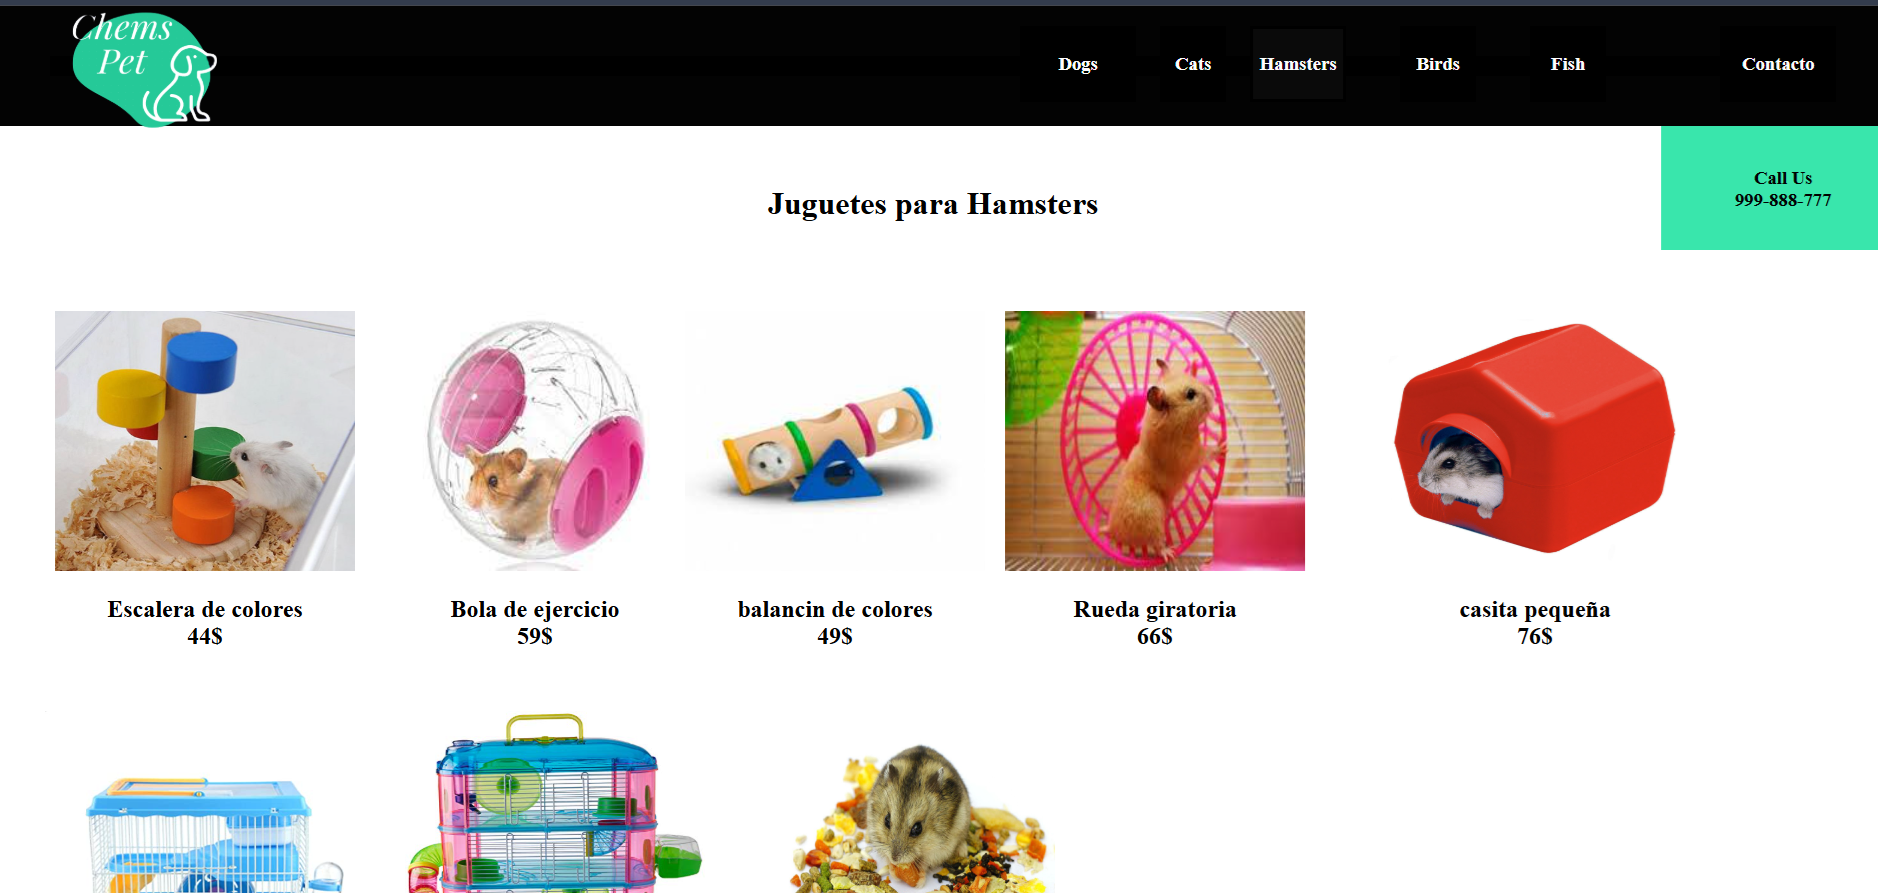 Chems
Pet
Dogs
Cats
Hamsters
Birds
Fish
Contacto
Call Us
999-888-777
Juguetes para Hamsters
Escalera de colores
44$
Bola de ejercicio
59$
balancin de colores
49$
Rueda giratoria
66$
casita pequeña
76$